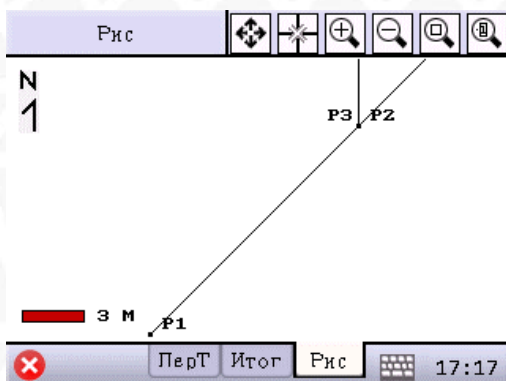 Рис
N
P3 P2
3 М
P1
ПерТ Итог Рис 17:17